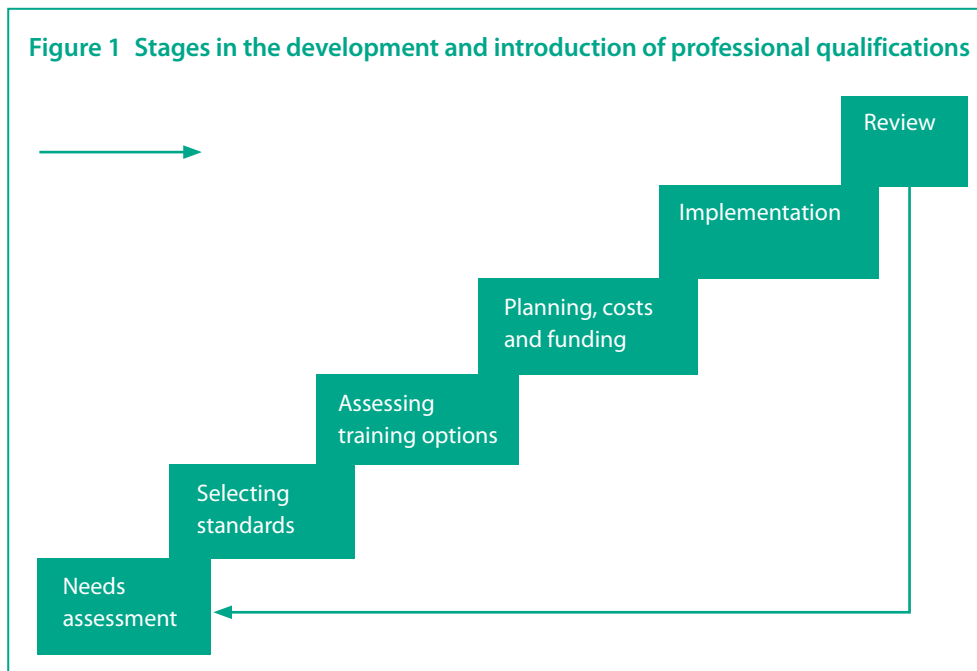 Figure 1 Stages in the development and introduction of professional qualifications
Review
Implementation
Planning, costs
and funding
Assessing
training options
Selecting
standards
Needs
assessment